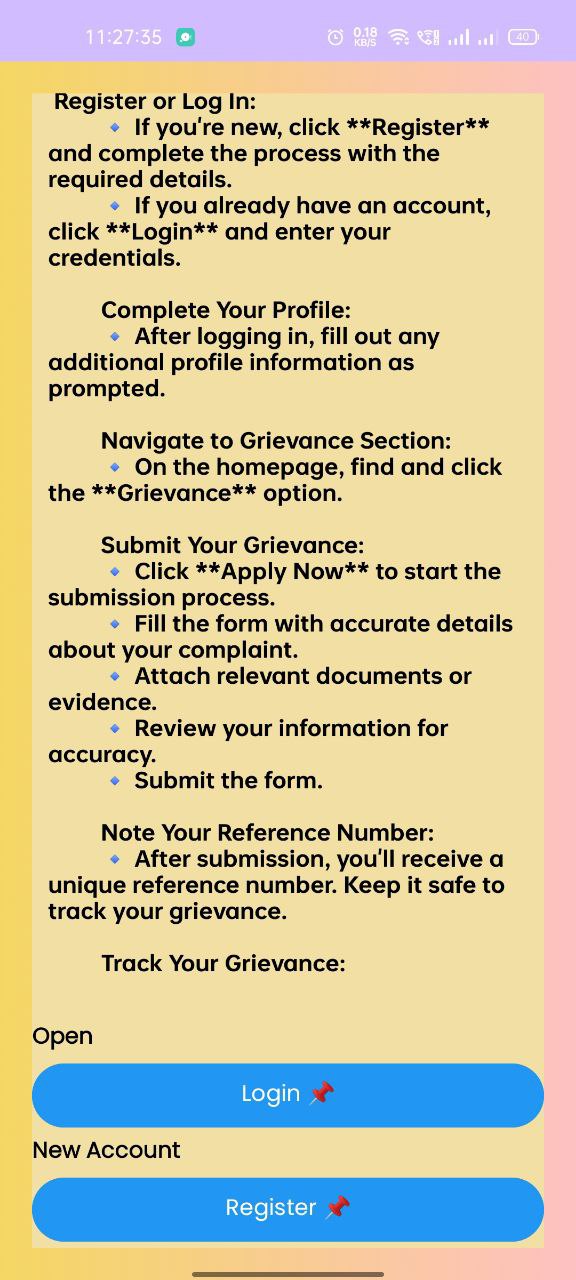 11:27:35
0.18
KB/S
40
Register or Log In:
🔹 If you're new, click **Register**
and complete the process with the
required details.
🔹 If you already have an account,
click **Login** and enter your
credentials.
Complete Your Profile:
🔹 After logging in, fill out any
additional profile information as
prompted.
Navigate to Grievance Section:
🔹 On the homepage, find and click
the **Grievance** option.
Submit Your Grievance:
🔹 Click **Apply Now** to start the
submission process.
🔹 Fill the form with accurate details
about your complaint.
🔹 Attach relevant documents or
evidence.
🔹 Review your information for
accuracy.
🔹 Submit the form.
Note Your Reference Number:
🔹 After submission, you'll receive a
unique reference number. Keep it safe to
track your grievance.
Track Your Grievance:
Open
Login 📌
New Account
Register 📌